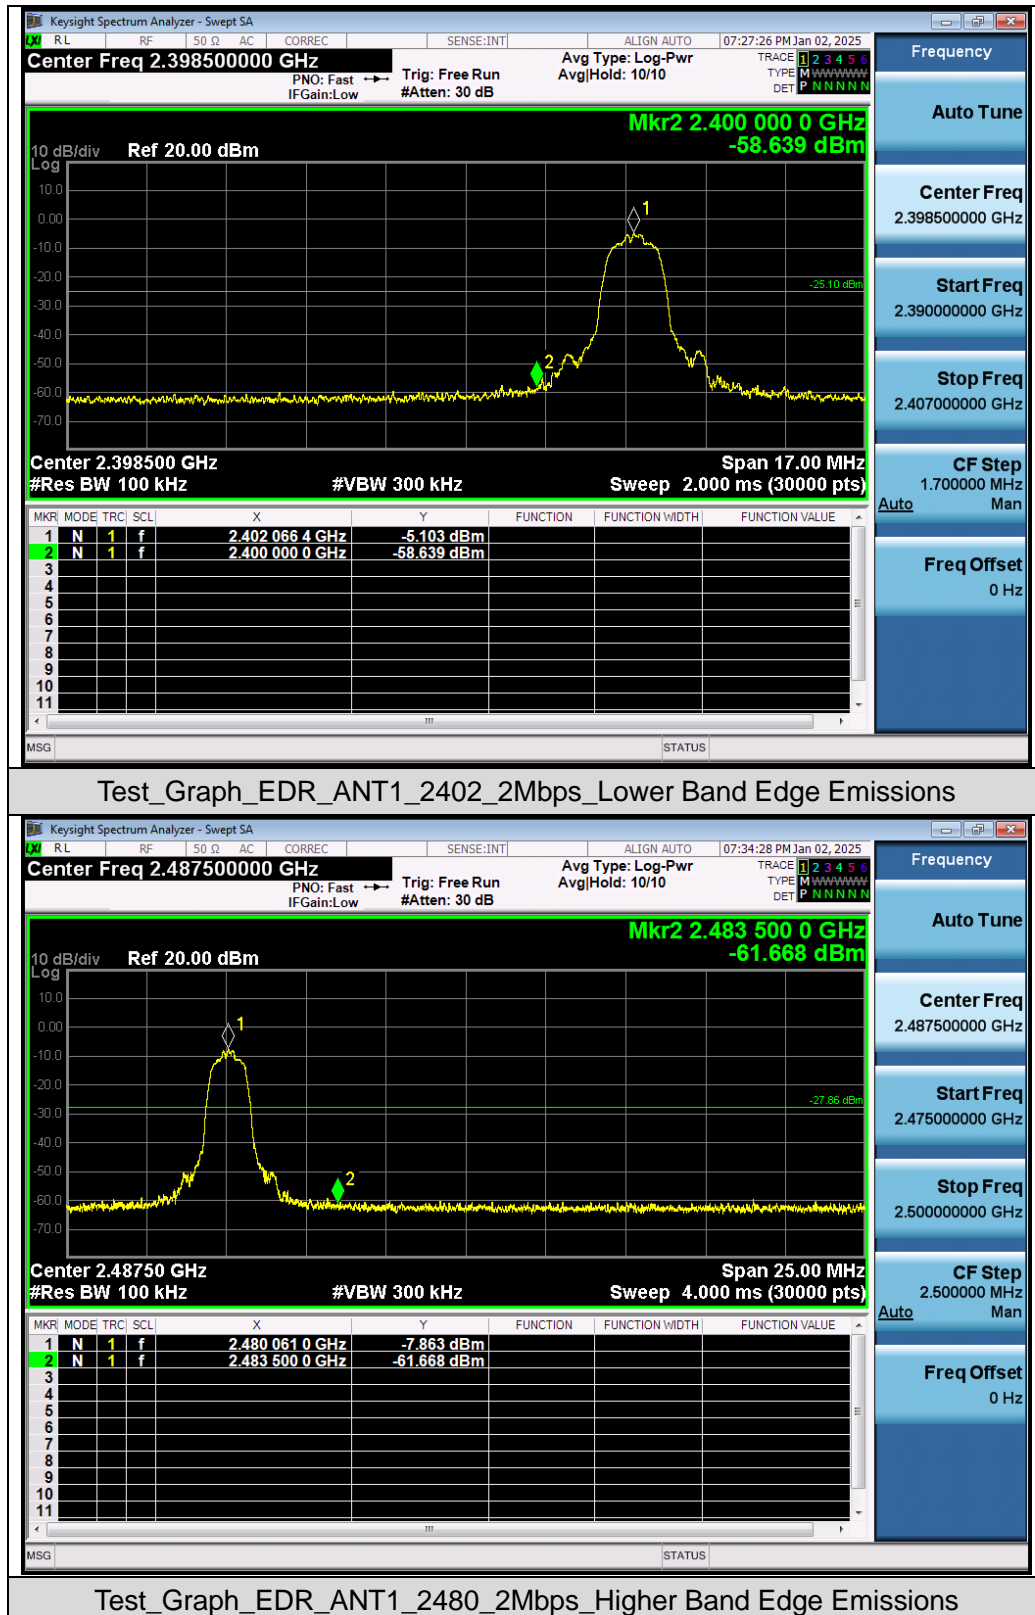 Keysight Spectrum Analyzer - Swept SA
LXI RL RF 50 Ω AC CORREC SENSE:INT ALIGN AUTO 07:27:26 PM Jan 02, 2025
Center Freq 2.398500000 GHz Avg Type: Log-Pwr TRACE 1 2 3 4 5 6
PNO: Fast Trig: Free Run Avg|Hold: 10/10 TYPE M WWWWW
IFGain:Low #Atten: 30 dB DET P N N N N N
Frequency
Auto Tune
Center Freq
2.398500000 GHz
Start Freq
2.390000000 GHz
Stop Freq
2.407000000 GHz
CF Step
1.700000 MHz
Auto Man
Freq Offset
0 Hz
Mkr2 2.400 000 0 GHz
-58.639 dBm
10 dB/div Ref 20.00 dBm
Log
10.0
0.00
-10.0
-20.0
-30.0
-40.0
-50.0
-60.0
-70.0
1
-25.10 dBm
2
Center 2.398500 GHz Span 17.00 MHz
#Res BW 100 kHz #VBW 300 kHz Sweep 2.000 ms (30000 pts)
MKR MODE TRC SCL X Y FUNCTION FUNCTION WIDTH FUNCTION VALUE
1 N 1 f 2.402 066 4 GHz -5.103 dBm
2 N 1 f 2.400 000 0 GHz -58.639 dBm
3
4
5
6
7
8
9
10
11
MSG STATUS
Test_Graph_EDR_ANT1_2402_2Mbps_Lower Band Edge Emissions
Keysight Spectrum Analyzer - Swept SA
LXI RL RF 50 Ω AC CORREC SENSE:INT ALIGN AUTO 07:34:28 PM Jan 02, 2025
Center Freq 2.487500000 GHz Avg Type: Log-Pwr TRACE 1 2 3 4 5 6
PNO: Fast Trig: Free Run Avg|Hold: 10/10 TYPE M WWWWW
IFGain:Low #Atten: 30 dB DET P N N N N N
Frequency
Auto Tune
Center Freq
2.487500000 GHz
Start Freq
2.475000000 GHz
Stop Freq
2.500000000 GHz
CF Step
2.500000 MHz
Auto Man
Freq Offset
0 Hz
Mkr2 2.483 500 0 GHz
-61.668 dBm
10 dB/div Ref 20.00 dBm
Log
10.0
0.00
-10.0
-20.0
-30.0
-40.0
-50.0
-60.0
-70.0
1
-27.86 dBm
2
Center 2.48750 GHz Span 25.00 MHz
#Res BW 100 kHz #VBW 300 kHz Sweep 4.000 ms (30000 pts)
MKR MODE TRC SCL X Y FUNCTION FUNCTION WIDTH FUNCTION VALUE
1 N 1 f 2.480 061 0 GHz -7.863 dBm
2 N 1 f 2.483 500 0 GHz -61.668 dBm
3
4
5
6
7
8
9
10
11
MSG STATUS
Test_Graph_EDR_ANT1_2480_2Mbps_Higher Band Edge Emissions